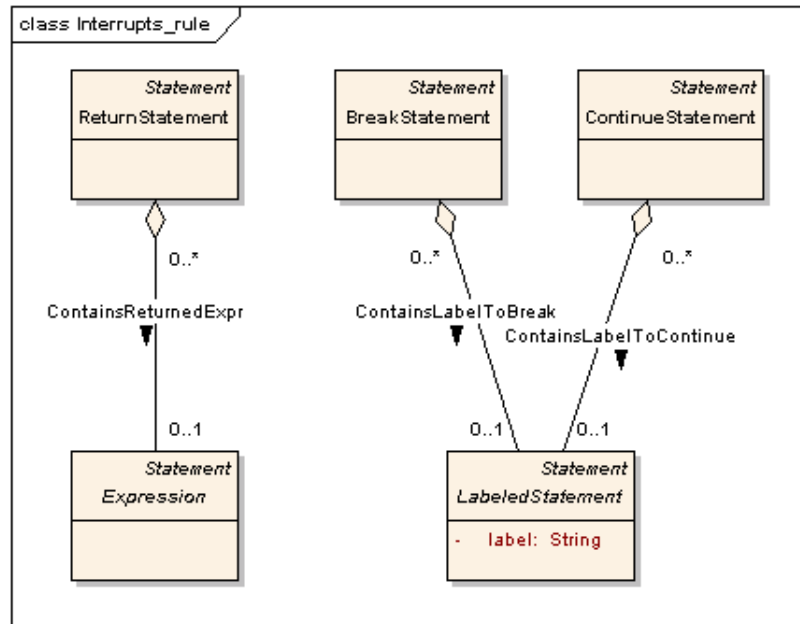 class Interrupts_rule
Statement
ReturnStatement
Statement
BreakStatement
Statement
ContinueStatement
0..*
0..*
0..*
ContainsReturnedExpr
ContainsLabelToBreak
ContainsLabelToContinue
0..1
0..1
0..1
Statement
Expression
Statement
LabeledStatement
- label: String